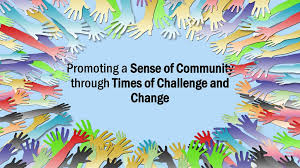 Promoting a Sense of Community
through Times of Challenge and
Change